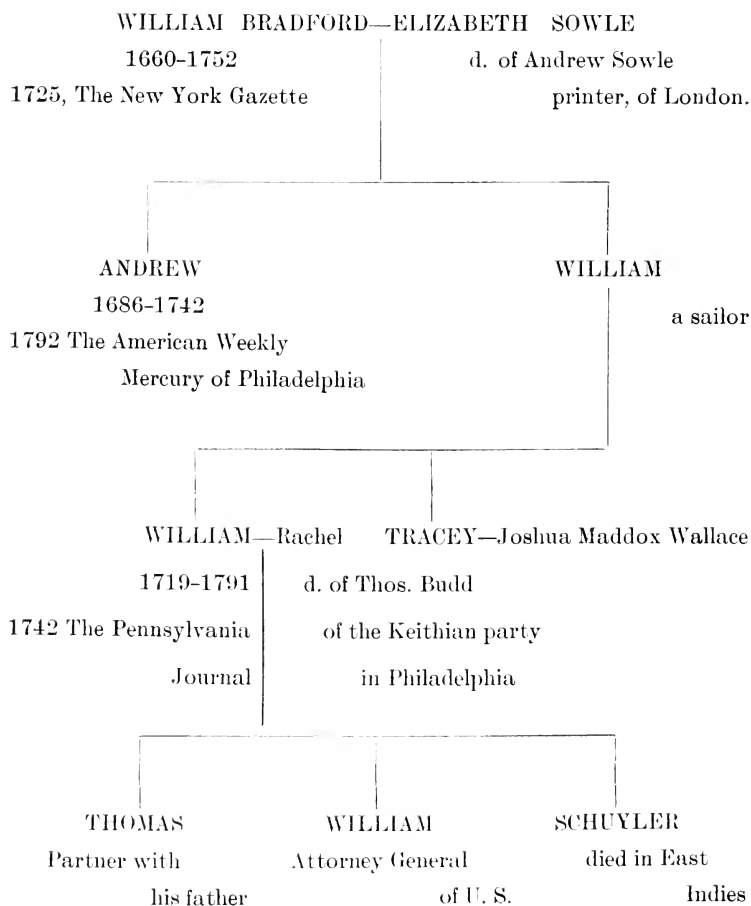 WILLIAM BRADFORD—ELIZABETH SOWLE
1660-1752 d. of Andrew Sowle
1725, The New York Gazette printer, of London.
ANDREW WILLIAM
1686-1742
a sailor
1792 The American Weekly
Mercury of Philadelphia
WILLIAM—Rachel TRACEY—Joshua Maddox Wallace
1719-1791 d. of Thos. Budd
1742 The Pennsylvania of the Keithian party
Journal in Philadelphia
THOMAS WILLIAM SCHUYLER
Partner with Attorney General died in East
his father of U. S. Indies